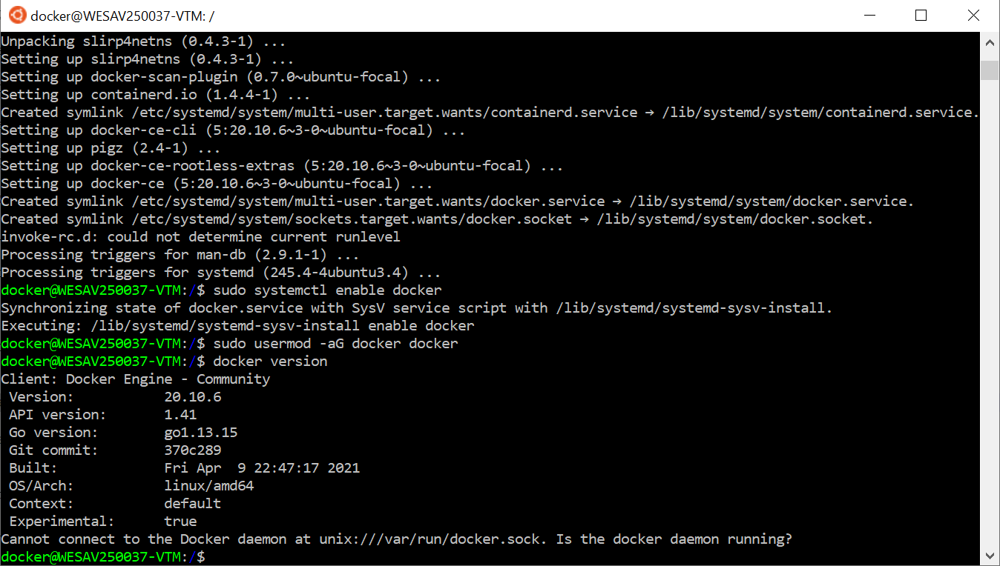 docker@WESAV250037-VTM: /
Unpacking slirp4netns (0.4.3-1) ...
Setting up slirp4netns (0.4.3-1) ...
Setting up docker-scan-plugin (0.7.0~ubuntu-focal) ...
Setting up containerd.io (1.4.4-1) ...
Created symlink /etc/systemd/system/multi-user.target.wants/containerd.service → /lib/systemd/system/containerd.service.
Setting up docker-ce-cli (5:20.10.6~3-0~ubuntu-focal) ...
Setting up pigz (2.4-1) ...
Setting up docker-ce-rootless-extras (5:20.10.6~3-0~ubuntu-focal) ...
Setting up docker-ce (5:20.10.6~3-0~ubuntu-focal) ...
Created symlink /etc/systemd/system/multi-user.target.wants/docker.service → /lib/systemd/system/docker.service.
Created symlink /etc/systemd/system/sockets.target.wants/docker.socket → /lib/systemd/system/docker.socket.
invoke-rc.d: could not determine current runlevel
Processing triggers for man-db (2.9.1-1) ...
Processing triggers for systemd (245.4-4ubuntu3.4) ...
docker@WESAV250037-VTM:/$ sudo systemctl enable docker
Synchronizing state of docker.service with SysV service script with /lib/systemd/systemd-sysv-install.
Executing: /lib/systemd/systemd-sysv-install enable docker
docker@WESAV250037-VTM:/$ sudo usermod -aG docker docker
docker@WESAV250037-VTM:/$ docker version
Client: Docker Engine - Community
 Version:           20.10.6
 API version:       1.41
 Go version:        go1.13.15
 Git commit:        370c289
 Built:             Fri Apr  9 22:47:17 2021
 OS/Arch:           linux/amd64
 Context:           default
 Experimental:      true
Cannot connect to the Docker daemon at unix:///var/run/docker.sock. Is the docker daemon running?
docker@WESAV250037-VTM:/$